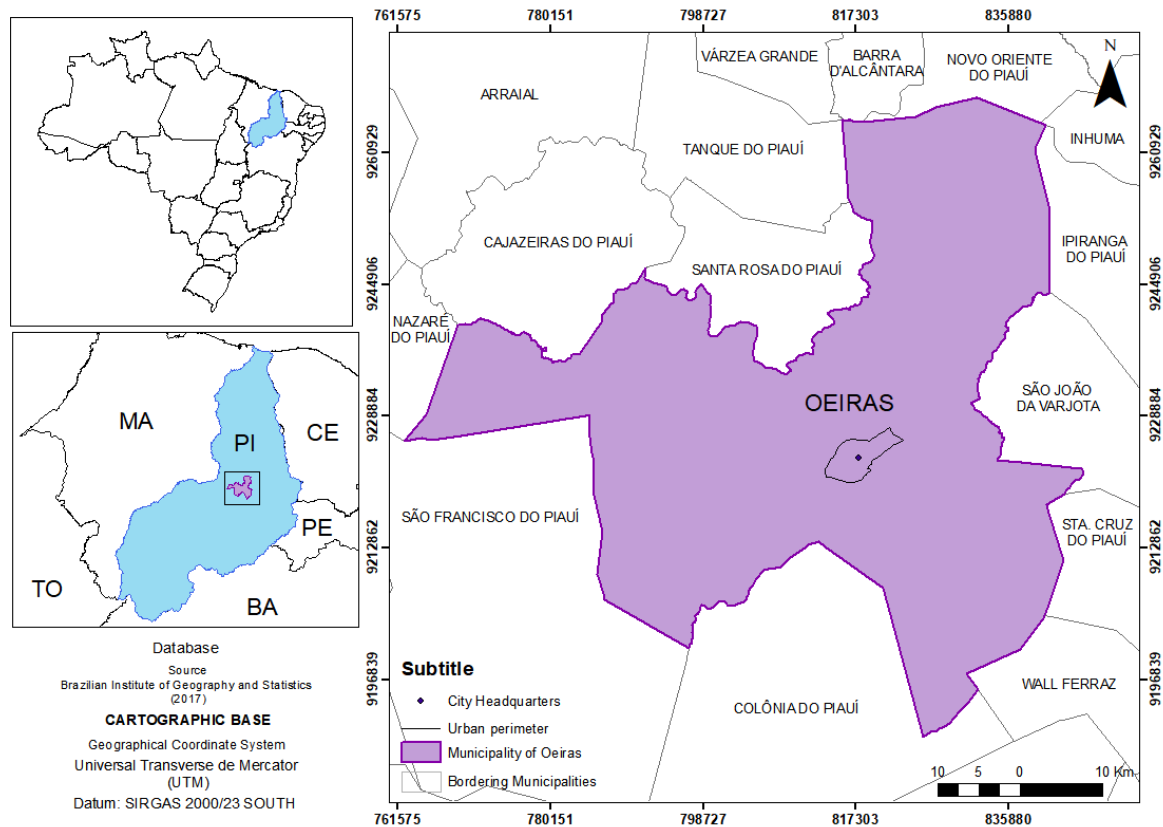 761575 780151 798727 817303 835880
N
VÁRZEA GRANDE
BARRA
D'ALCÂNTARA
NOVO ORIENTE
DO PIAUÍ
ARRAIAL
INHUMA
TANQUE DO PIAUÍ
CAJAZEIRAS DO PIAUÍ
IPIRANGA
DO PIAUÍ
SANTA ROSA DO PIAUÍ
NAZARÉ
DO PIAUÍ
SÃO JOÃO
DA VARJOTA
OEIRAS
SÃO FRANCISCO DO PIAUÍ
STA. CRUZ
DO PIAUÍ
WALL FERRAZ
COLÔNIA DO PIAUÍ
9260929
9244906
9228884
9212862
9196839
9260929
9244906
9228884
9212862
9196839
Subtitle
City Headquarters
Urban perimeter
Municipality of Oeiras
Bordering Municipalities
10 5 0 10 Km
761575 780151 798727 817303 835880
MA
PI
CE
PE
TO
BA
Database
Source
Brazilian Institute of Geography and Statistics
(2017)
CARTOGRAPHIC BASE
Geographical Coordinate System
Universal Transverse de Mercator
(UTM)
Datum: SIRGAS 2000/23 SOUTH